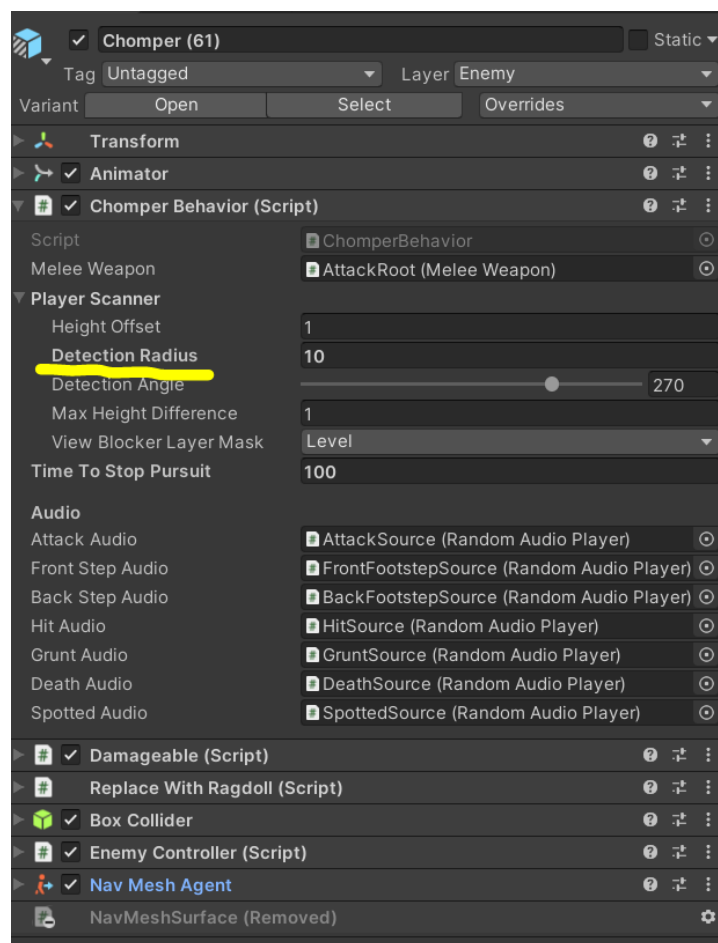 Chomper (61) Static
Tag Untagged Layer Enemy
Variant Open Select Overrides
Transform
Animator
# Chomper Behavior (Script)
Script # ChomperBehavior
Melee Weapon # AttackRoot (Melee Weapon)
Player Scanner
Height Offset 1
Detection Radius 10
Detection Angle 270
Max Height Difference 1
View Blocker Layer Mask Level
Time To Stop Pursuit 100
Audio
Attack Audio # AttackSource (Random Audio Player)
Front Step Audio # FrontFootstepSource (Random Audio Player)
Back Step Audio # BackFootstepSource (Random Audio Player)
Hit Audio # HitSource (Random Audio Player)
Grunt Audio # GruntSource (Random Audio Player)
Death Audio # DeathSource (Random Audio Player)
Spotted Audio # SpottedSource (Random Audio Player)
# Damageable (Script)
# Replace With Ragdoll (Script)
Box Collider
# Enemy Controller (Script)
Nav Mesh Agent
NavMeshSurface (Removed)